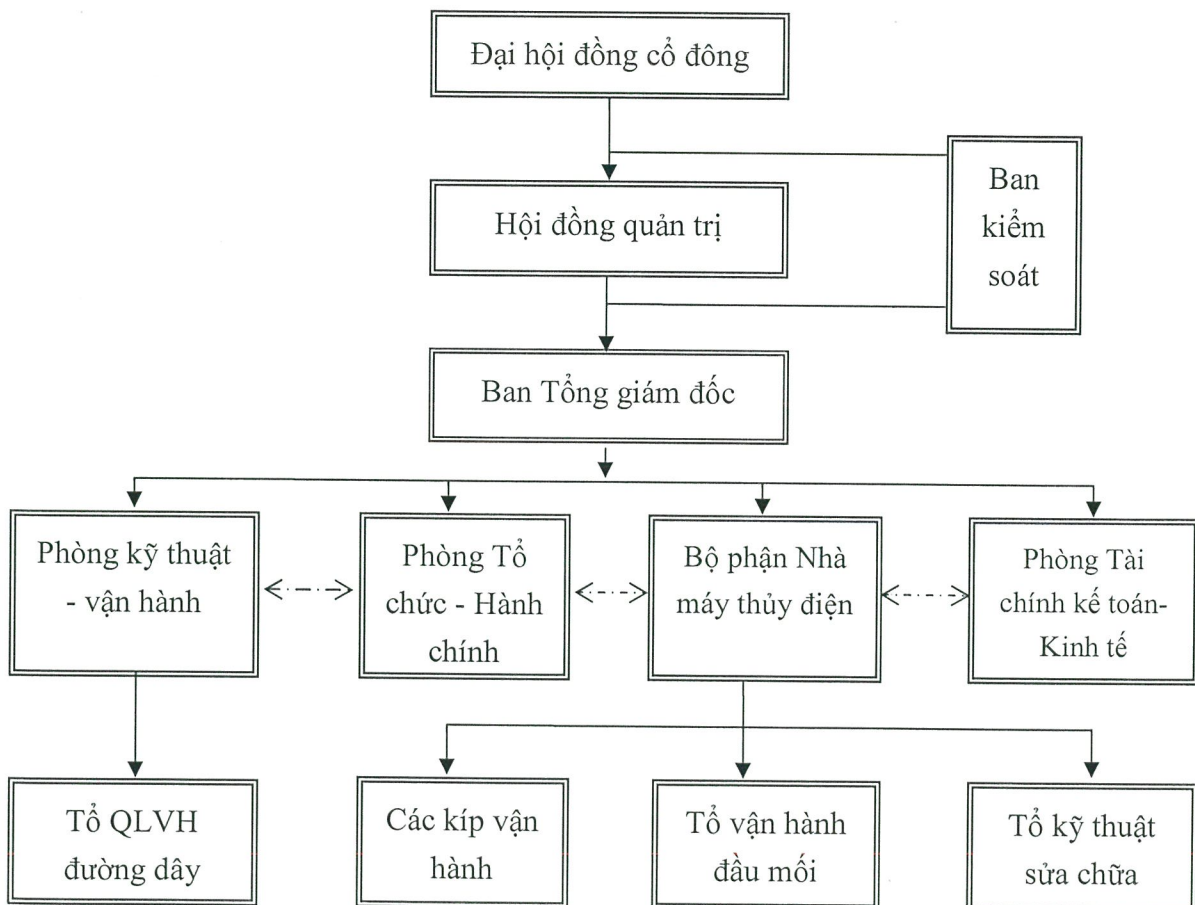 Đại hội đồng cổ đông
Ban
kiểm
soát
Hội đồng quản trị
Ban Tổng giám đốc
Phòng kỹ thuật
- vận hành
Phòng Tổ
chức - Hành
chính
Bộ phận Nhà
máy thủy điện
Phòng Tài
chính kế toán-
Kinh tế
Tổ QLVH
đường dây
Các kíp vận
hành
Tổ vận hành
đầu mối
Tổ kỹ thuật
sửa chữa